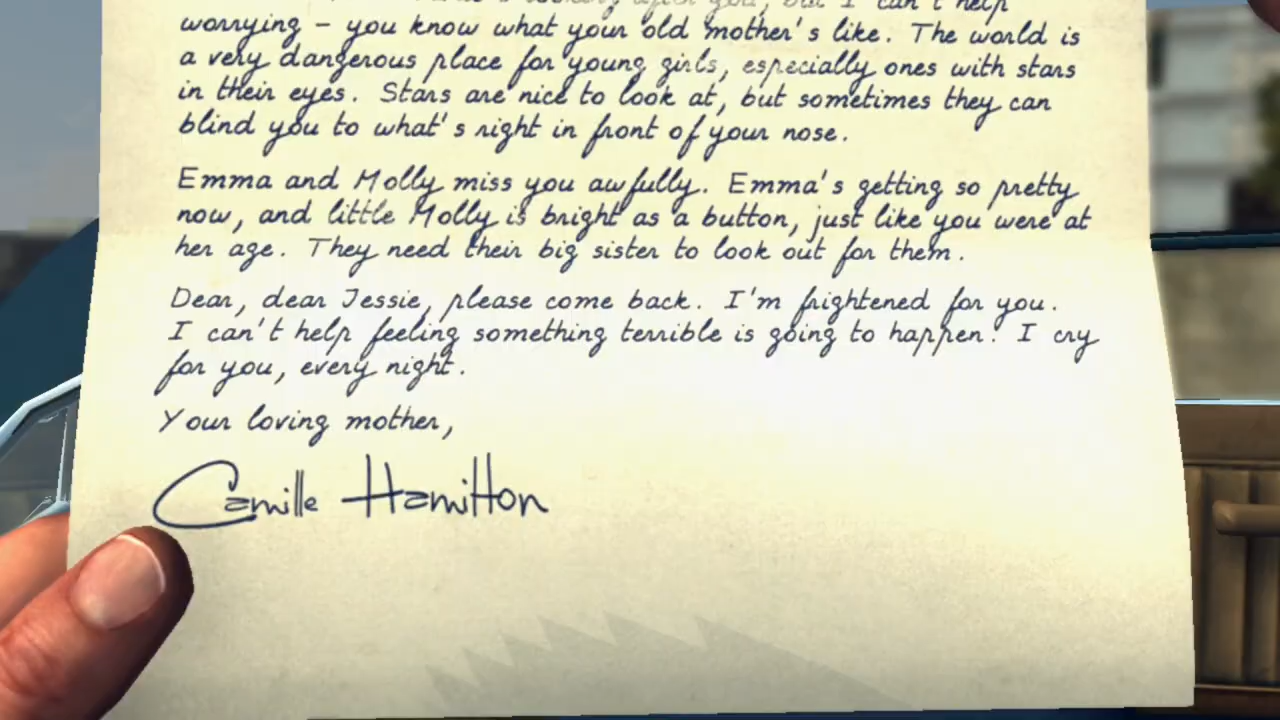 after you, but I can't help
worrying - you know what your old mother's like. The world is
a very dangerous place for young girls, especially ones with stars
in their eyes. Stars are nice to look at, but sometimes they can
blind you to what's right in front of your nose.
Emma and Molly miss you awfully. Emma's getting so pretty
now, and little Molly is bright as a button, just like you were at
her age. They need their big sister to look out for them.
Dear, dear Jessie, please come back. I'm frightened for you.
I can't help feeling something terrible is going to happen. I cry
for you, every night.
Your loving mother,
Camille Hamilton